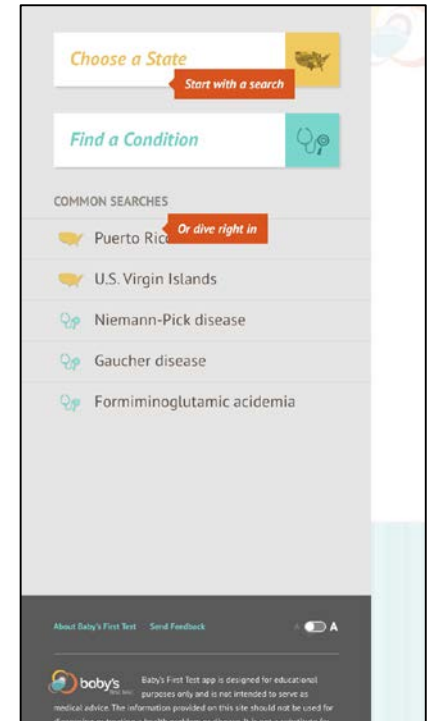 Choose a State
Start with a search
Find a Condition
COMMON SEARCHES
Or dive right in
Puerto Ric
U.S. Virgin Islands
Niemann-Pick disease
Gaucher disease
Formiminoglutamic acidemia
About Baby's First Test Send Feedback A A
baby's Baby's First Test app is designed for educational
purposes only and is not intended to serve as
medical advice. The information provided on this site should not be used for